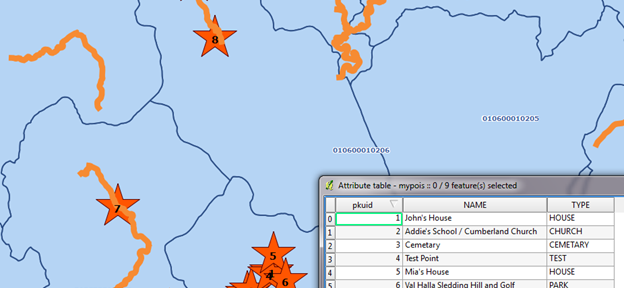 8
010600010205
010600010206
7
5
4
6
Attribute table - mypois :: 0 / 9 feature(s) selected
pkuid NAME TYPE
0 1 John's House HOUSE
1 2 Addie's School / Cumberland Church CHURCH
2 3 Cemetary CEMETARY
3 4 Test Point TEST
4 5 Mia's House HOUSE
5 6 Val Halla Sledding Hill and Golf PARK